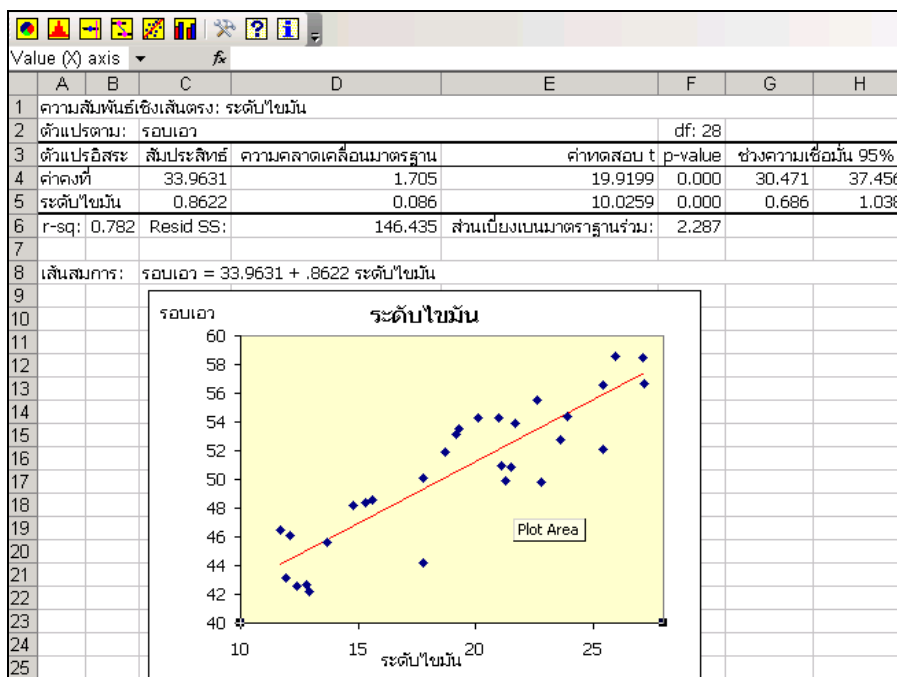 Value (X) axis fx
A B C D E F G H
1 ความสัมพันธ์เชิงเส้นตรง: ระดับไขมัน
2 ตัวแปรตาม: รอบเอว df: 28
3 ตัวแปรอิสระ สัมประสิทธ์ ความคลาดเคลื่อนมาตรฐาน ค่าทดสอบ t p-value ช่วงความเชื่อมั่น 95%
4 ค่าคงที่ 33.9631 1.705 19.9199 0.000 30.471 37.456
5 ระดับไขมัน 0.8622 0.086 10.0259 0.000 0.686 1.038
6 r-sq: 0.782 Resid SS: 146.435 ส่วนเบี่ยงเบนมาตราฐานร่วม: 2.287
7
8 เส้นสมการ: รอบเอว = 33.9631 + .8622 ระดับไขมัน
9
10 รอบเอว ระดับไขมัน
11 60
12 58
13 56
14 54
15 52
16
17 50
18 48
19 46
20 Plot Area
21 44
22 42
23 40
24 10 15 20 25
25 ระดับไขมัน